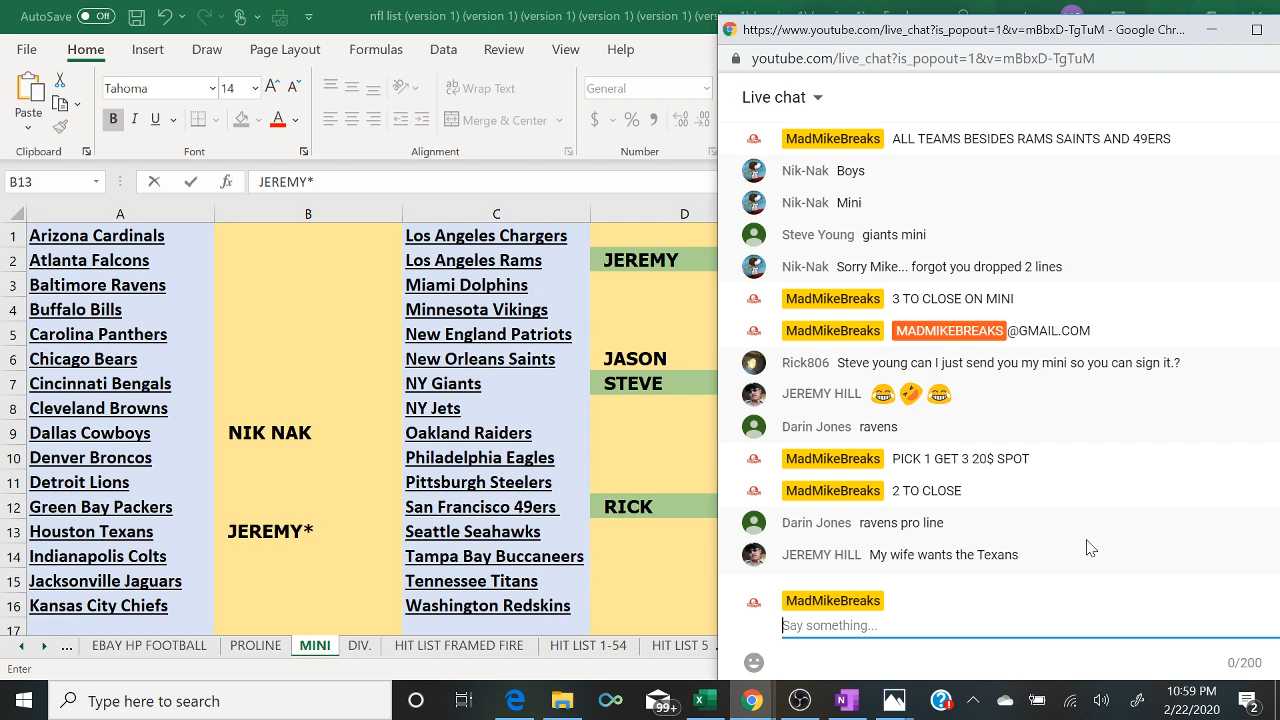 AutoSave Off
nfl list (version 1) (version 1) (version 1) (version 1) (version 1)
File Home Insert Draw Page Layout Formulas Data Review View Help
Paste
Tahoma 14
B I U
Wrap Text
Merge & Center
General
$ % ,
Clipboard Font Alignment Number
B13 fx JEREMY*
A B C D
1 Arizona Cardinals Los Angeles Chargers
2 Atlanta Falcons Los Angeles Rams JEREMY
3 Baltimore Ravens Miami Dolphins
4 Buffalo Bills Minnesota Vikings
5 Carolina Panthers New England Patriots
6 Chicago Bears New Orleans Saints JASON
7 Cincinnati Bengals NY Giants STEVE
8 Cleveland Browns NY Jets
9 Dallas Cowboys NIK NAK Oakland Raiders
10 Denver Broncos Philadelphia Eagles
11 Detroit Lions Pittsburgh Steelers
12 Green Bay Packers San Francisco 49ers RICK
13 Houston Texans JEREMY* Seattle Seahawks
14 Indianapolis Colts Tampa Bay Buccaneers
15 Jacksonville Jaguars Tennessee Titans
16 Kansas City Chiefs Washington Redskins
17
... EBAY HP FOOTBALL PROLINE MINI DIV. HIT LIST FRAMED FIRE HIT LIST 1-54 HIT LIST 5 ...
Enter
https://www.youtube.com/live_chat?is_popout=1&v=mBbxD-TgTuM - Google Chr...
youtube.com/live_chat?is_popout=1&v=mBbxD-TgTuM
Live chat
MadMikeBreaks ALL TEAMS BESIDES RAMS SAINTS AND 49ERS
Nik-Nak Boys
Nik-Nak Mini
Steve Young giants mini
Nik-Nak Sorry Mike... forgot you dropped 2 lines
MadMikeBreaks 3 TO CLOSE ON MINI
MadMikeBreaks MADMIKEBREAKS@GMAIL.COM
Rick806 Steve young can I just send you my mini so you can sign it.?
JEREMY HILL 😂🤣😂
Darin Jones ravens
MadMikeBreaks PICK 1 GET 3 20$ SPOT
MadMikeBreaks 2 TO CLOSE
Darin Jones ravens pro line
JEREMY HILL My wife wants the Texans
MadMikeBreaks
Say something...
0/200
Type here to search
99+
10:59 PM
2/22/2020
2